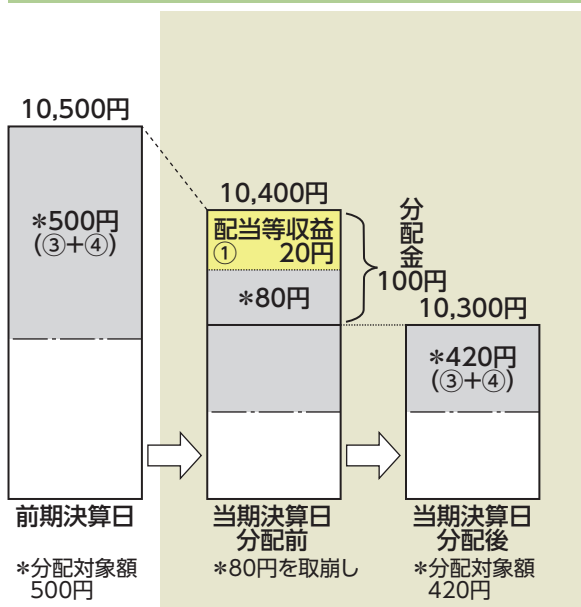 10,500円
*500円
(③+④)
前期決算日
*分配対象額
500円
10,400円
配当等収益
① 20円
*80円
分配金
100円
当期決算日
分配前
*80円を取崩し
10,300円
*420円
(③+④)
当期決算日
分配後
*分配対象額
420円